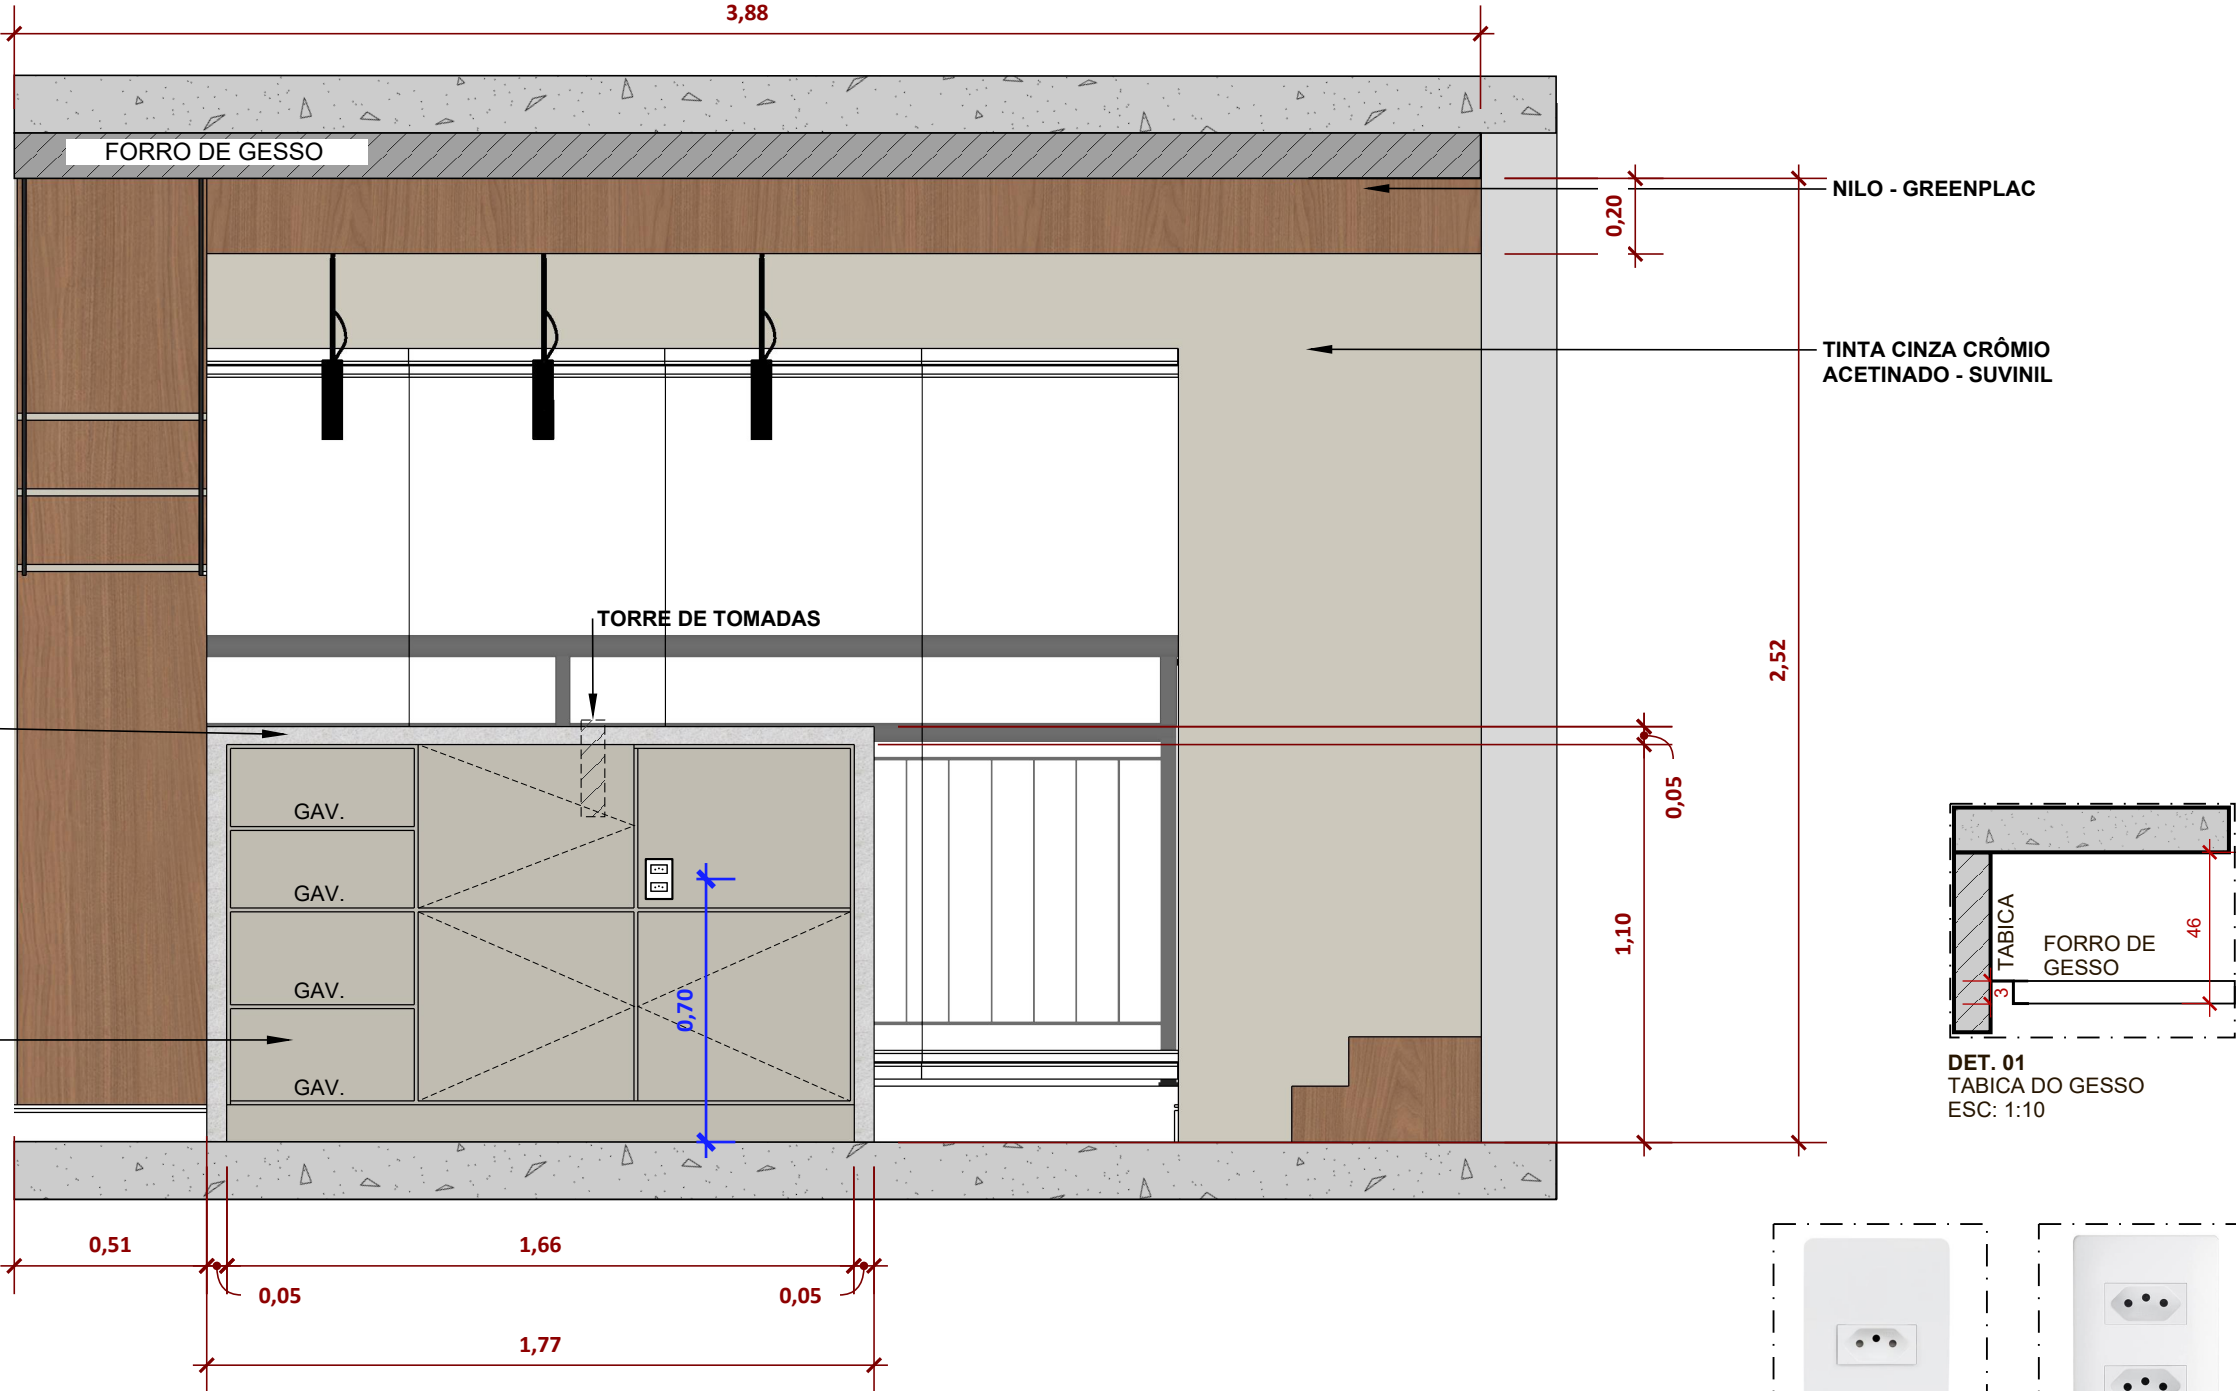 3,88
FORRO DE GESSO
NILO - GREENPLAC
0,20
TINTA CINZA CRÔMIO
ACETINADO - SUVINIL
TORRE DE TOMADAS
2,52
0,05
GAV.
GAV.
GAV.
GAV.
0,70
1,10
TABICA
FORRO DE
GESSO
46
3
DET. 01
TABICA DO GESSO
ESC: 1:10
0,51
1,66
0,05
0,05
1,77